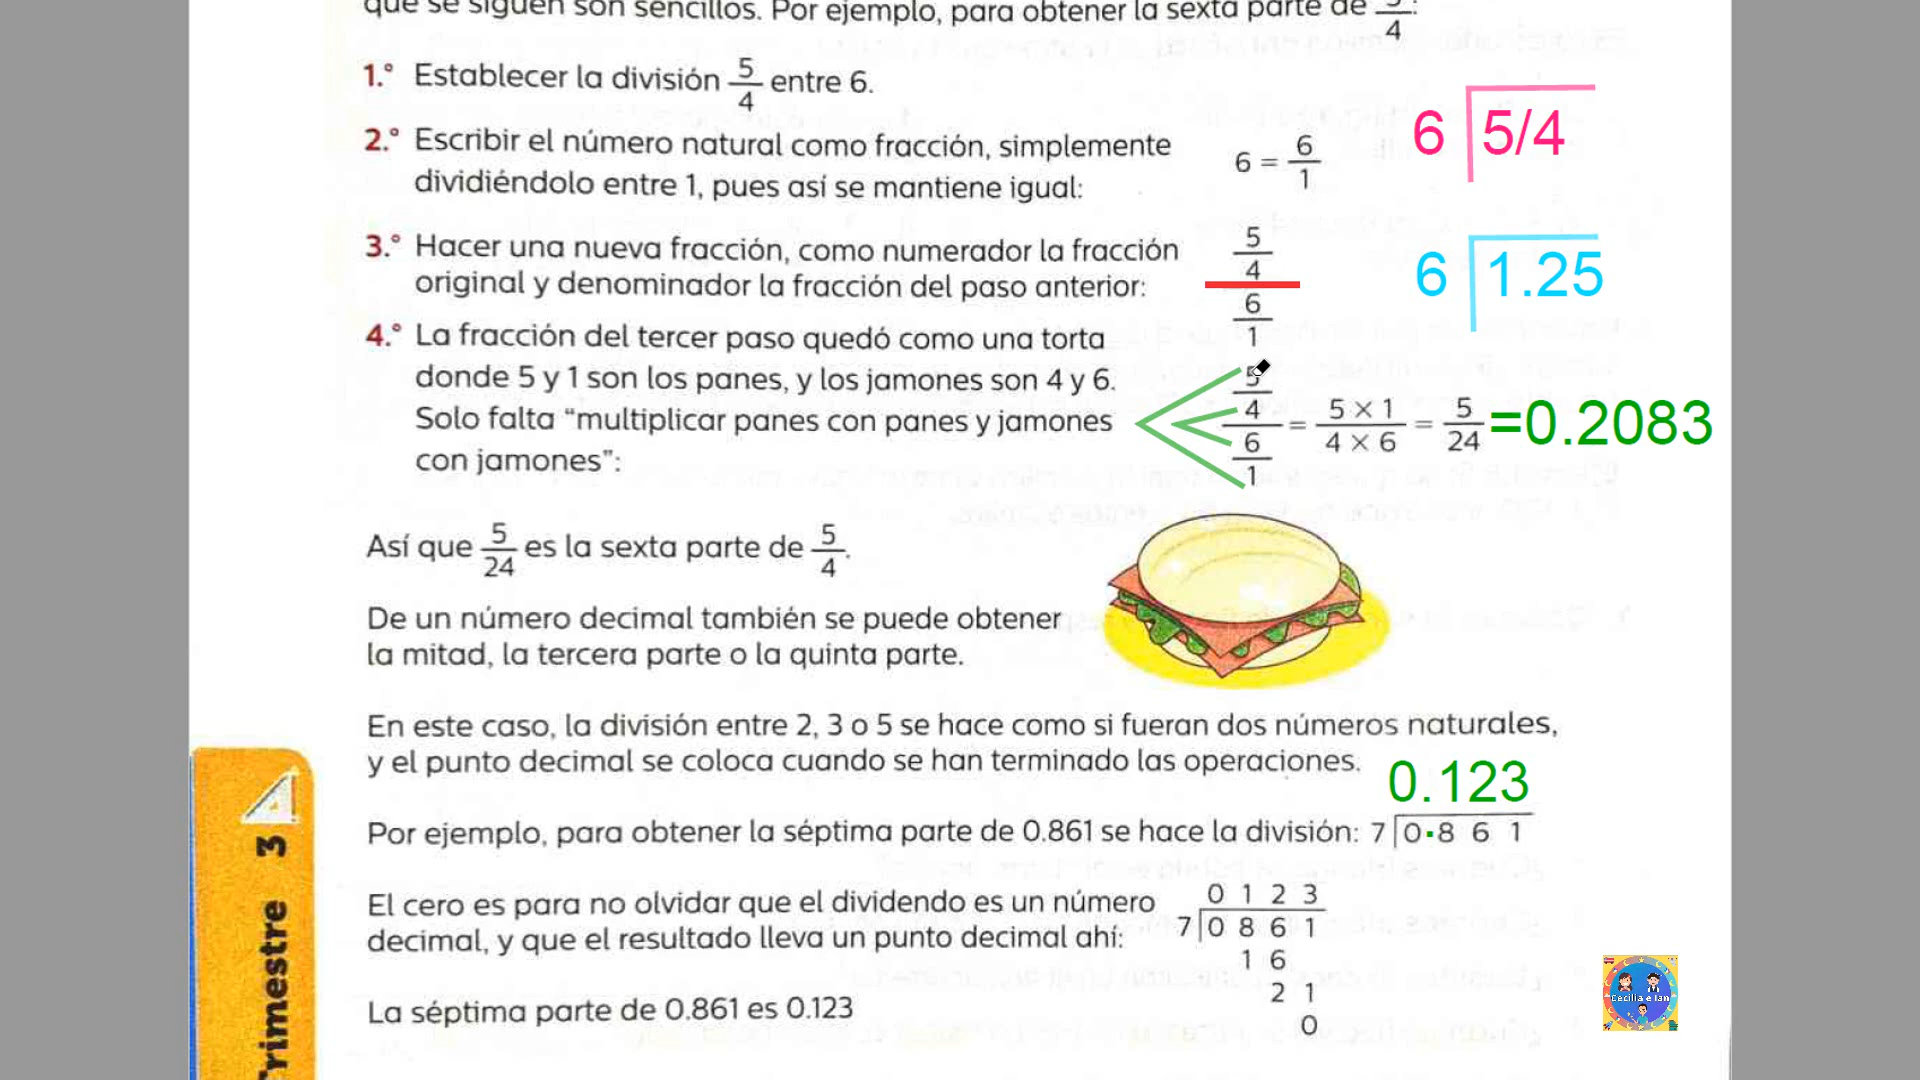 que se siguen son sencillos. Por ejemplo, para obtener la sexta parte de 5/4:
1.° Establecer la división 5/4 entre 6.
6 5/4
2.° Escribir el número natural como fracción, simplemente
dividiéndolo entre 1, pues así se mantiene igual:
6 = 6/1
3.° Hacer una nueva fracción, como numerador la fracción
original y denominador la fracción del paso anterior:
5
4
6
1
6 1.25
4.° La fracción del tercer paso quedó como una torta
donde 5 y 1 son los panes, y los jamones son 4 y 6.
Solo falta “multiplicar panes con panes y jamones
con jamones”:
5
4
6
1
= 5 × 1 / 4 × 6 = 5/24 =0.2083
Así que 5/24 es la sexta parte de 5/4.
De un número decimal también se puede obtener
la mitad, la tercera parte o la quinta parte.
En este caso, la división entre 2, 3 o 5 se hace como si fueran dos números naturales,
y el punto decimal se coloca cuando se han terminado las operaciones.
0.123
Por ejemplo, para obtener la séptima parte de 0.861 se hace la división: 7 0.8 6 1
El cero es para no olvidar que el dividendo es un número
decimal, y que el resultado lleva un punto decimal ahí:
0 1 2 3
7 0 8 6 1
1 6
2 1
0
La séptima parte de 0.861 es 0.123
Trimestre 3
Cecilia e Ian